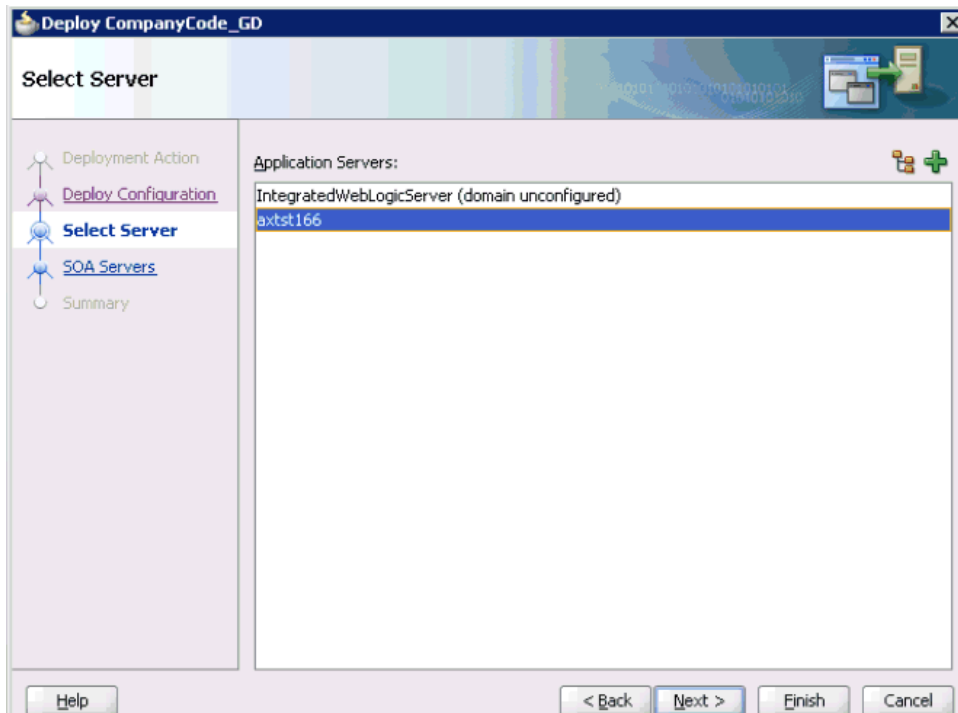 Deploy CompanyCode_GD
Select Server
Deployment Action
Deploy Configuration
Select Server
SOA Servers
Summary
Application Servers:
IntegratedWebLogicServer (domain unconfigured)
axtst166
Help
< Back
Next >
Finish
Cancel